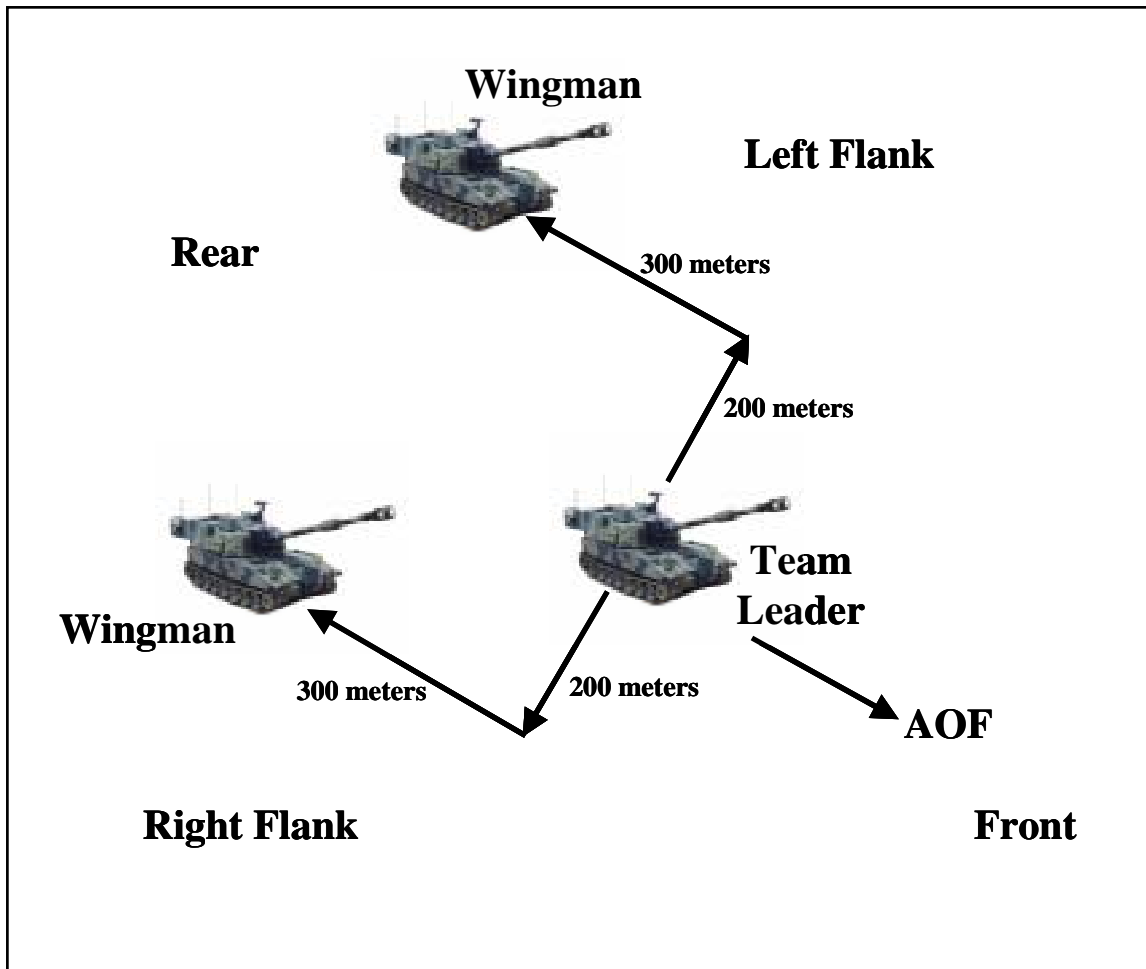 Wingman
Left Flank
Rear
300 meters
200 meters
Team
Leader
Wingman
300 meters
200 meters
AOF
Right Flank
Front